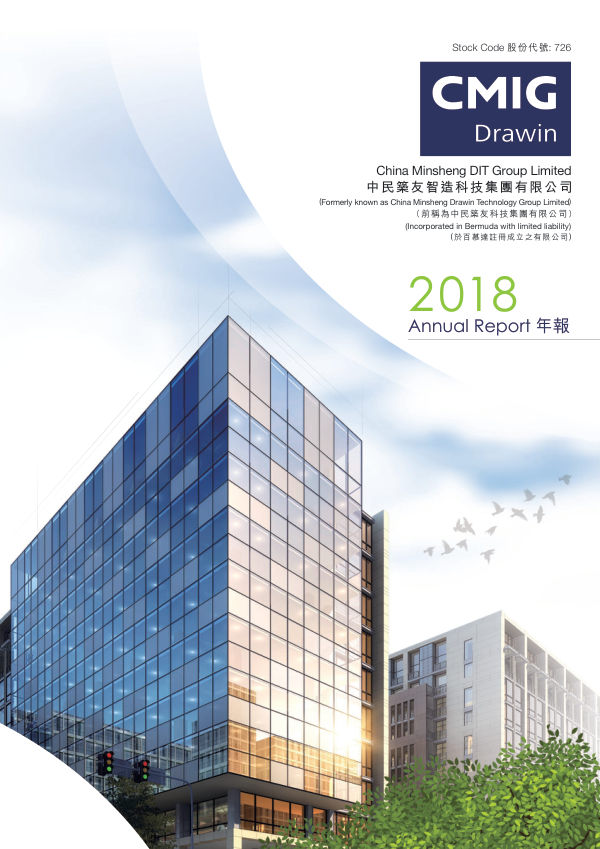 Stock Code 股份代號: 726
CMIG
Drawin
China Minsheng DIT Group Limited
中民築友智造科技集團有限公司
(Formerly known as China Minsheng Drawin Technology Group Limited)
(前稱為中民築友科技集團有限公司)
(Incorporated in Bermuda with limited liability)
(於百慕達註冊成立之有限公司)
2018
Annual Report 年報